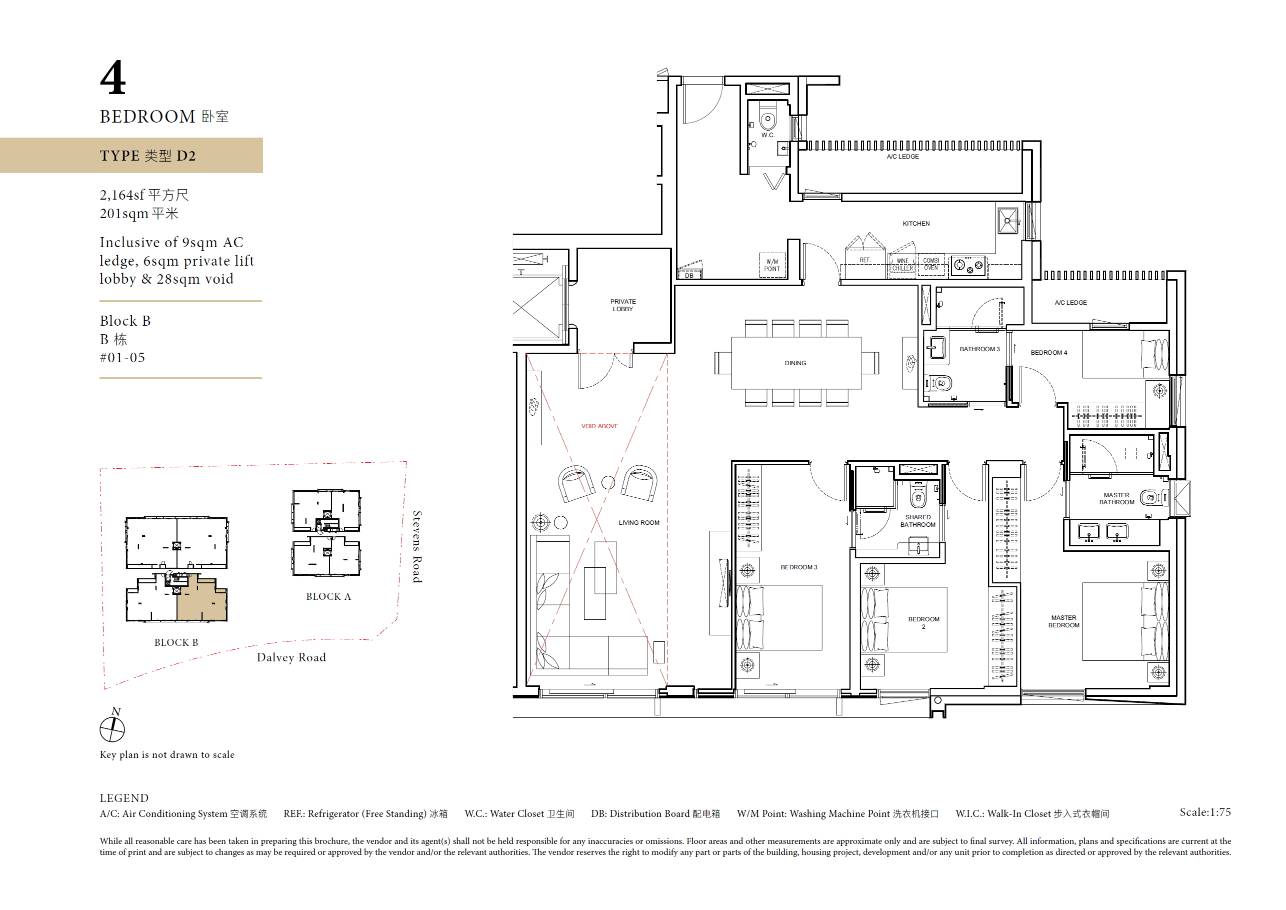 4
BEDROOM 卧室
TYPE 类型 D2
2,164sf 平方尺
201sqm 平米
Inclusive of 9sqm AC
ledge, 6sqm private lift
lobby & 28sqm void
Block B
B 栋
#01-05
W.C.
A/C LEDGE
KITCHEN
W/M
POINT
DB
REF.
WINE
CHILLER
COMBI
OVEN
PRIVATE
LOBBY
A/C LEDGE
DINING
BATHROOM 3
BEDROOM 4
VOID ABOVE
LIVING ROOM
MASTER
BATHROOM
SHARED
BATHROOM
BEDROOM 3
BEDROOM
2
MASTER
BEDROOM
Stevens Road
BLOCK A
BLOCK B
Dalvey Road
N
Key plan is not drawn to scale
LEGEND
A/C: Air Conditioning System 空调系统 REF.: Refrigerator (Free Standing) 冰箱 W.C.: Water Closet 卫生间 DB: Distribution Board 配电箱 W/M Point: Washing Machine Point 洗衣机接口 W.I.C.: Walk-In Closet 步入式衣帽间
Scale:1:75
While all reasonable care has been taken in preparing this brochure, the vendor and its agent(s) shall not be held responsible for any inaccuracies or omissions. Floor areas and other measurements are approximate only and are subject to final survey. All information, plans and specifications are current at the
time of print and are subject to changes as may be required or approved by the vendor and/or the relevant authorities. The vendor reserves the right to modify any part or parts of the building, housing project, development and/or any unit prior to completion as directed or approved by the relevant authorities.